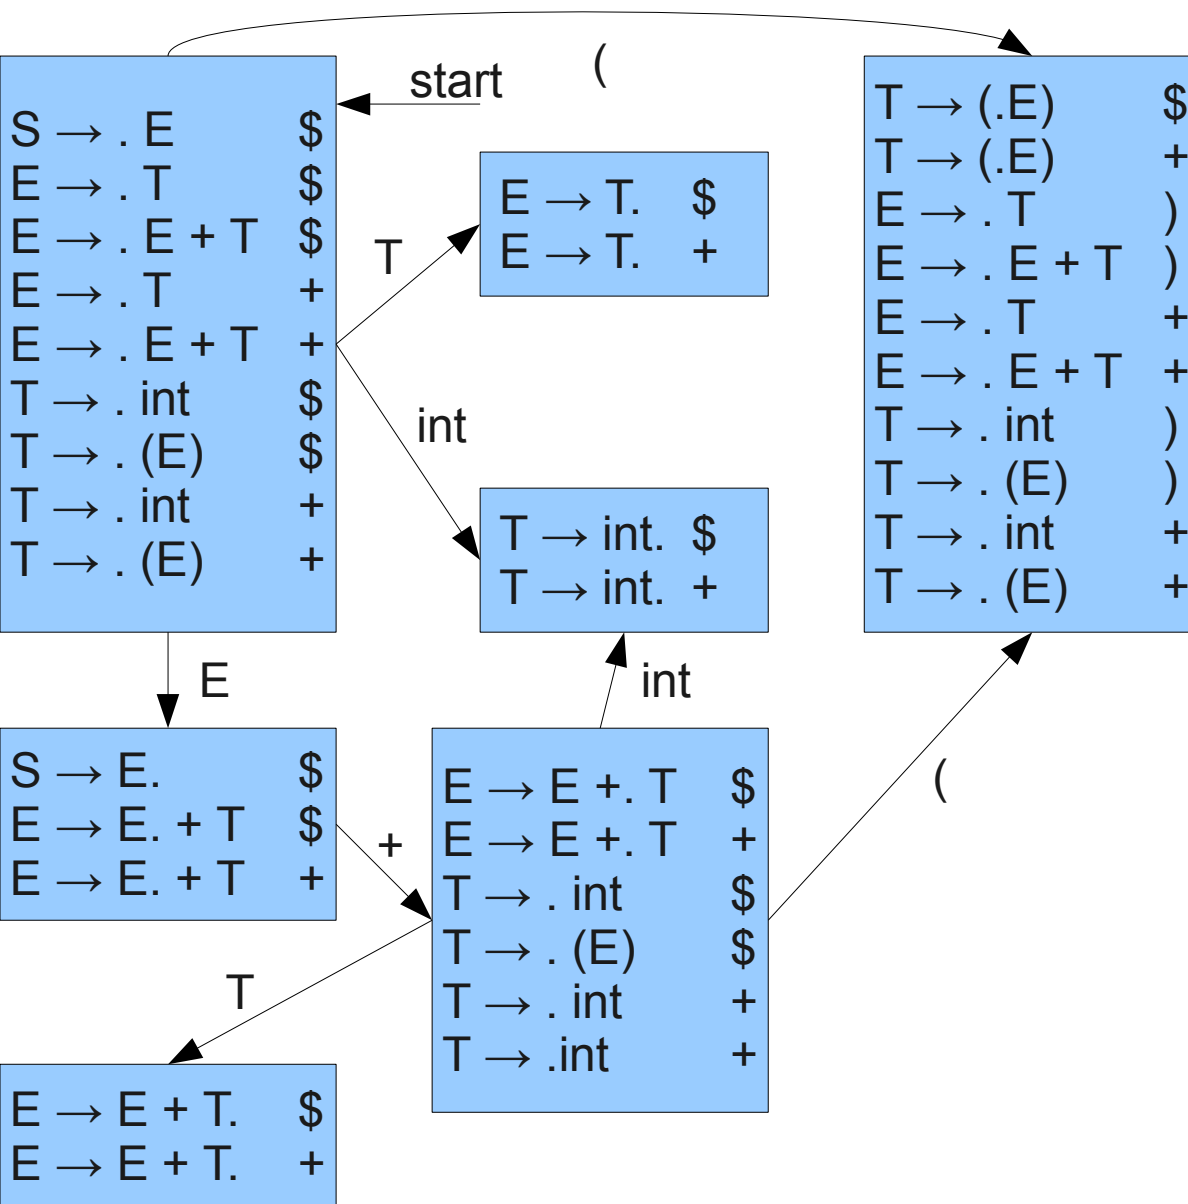 (
start
S → . E $
E → . T $
E → . E + T $
E → . T +
E → . E + T +
T → . int $
T → . (E) $
T → . int +
T → . (E) +
T
E → T. $
E → T. +
int
T → int. $
T → int. +
T → (.E) $
T → (.E) +
E → . T )
E → . E + T )
E → . T +
E → . E + T +
T → . int )
T → . (E) )
T → . int +
T → . (E) +
E
int
(
S → E. $
E → E. + T $
E → E. + T +
+
E → E +. T $
E → E +. T +
T → . int $
T → . (E) $
T → . int +
T → .int +
T
E → E + T. $
E → E + T. +